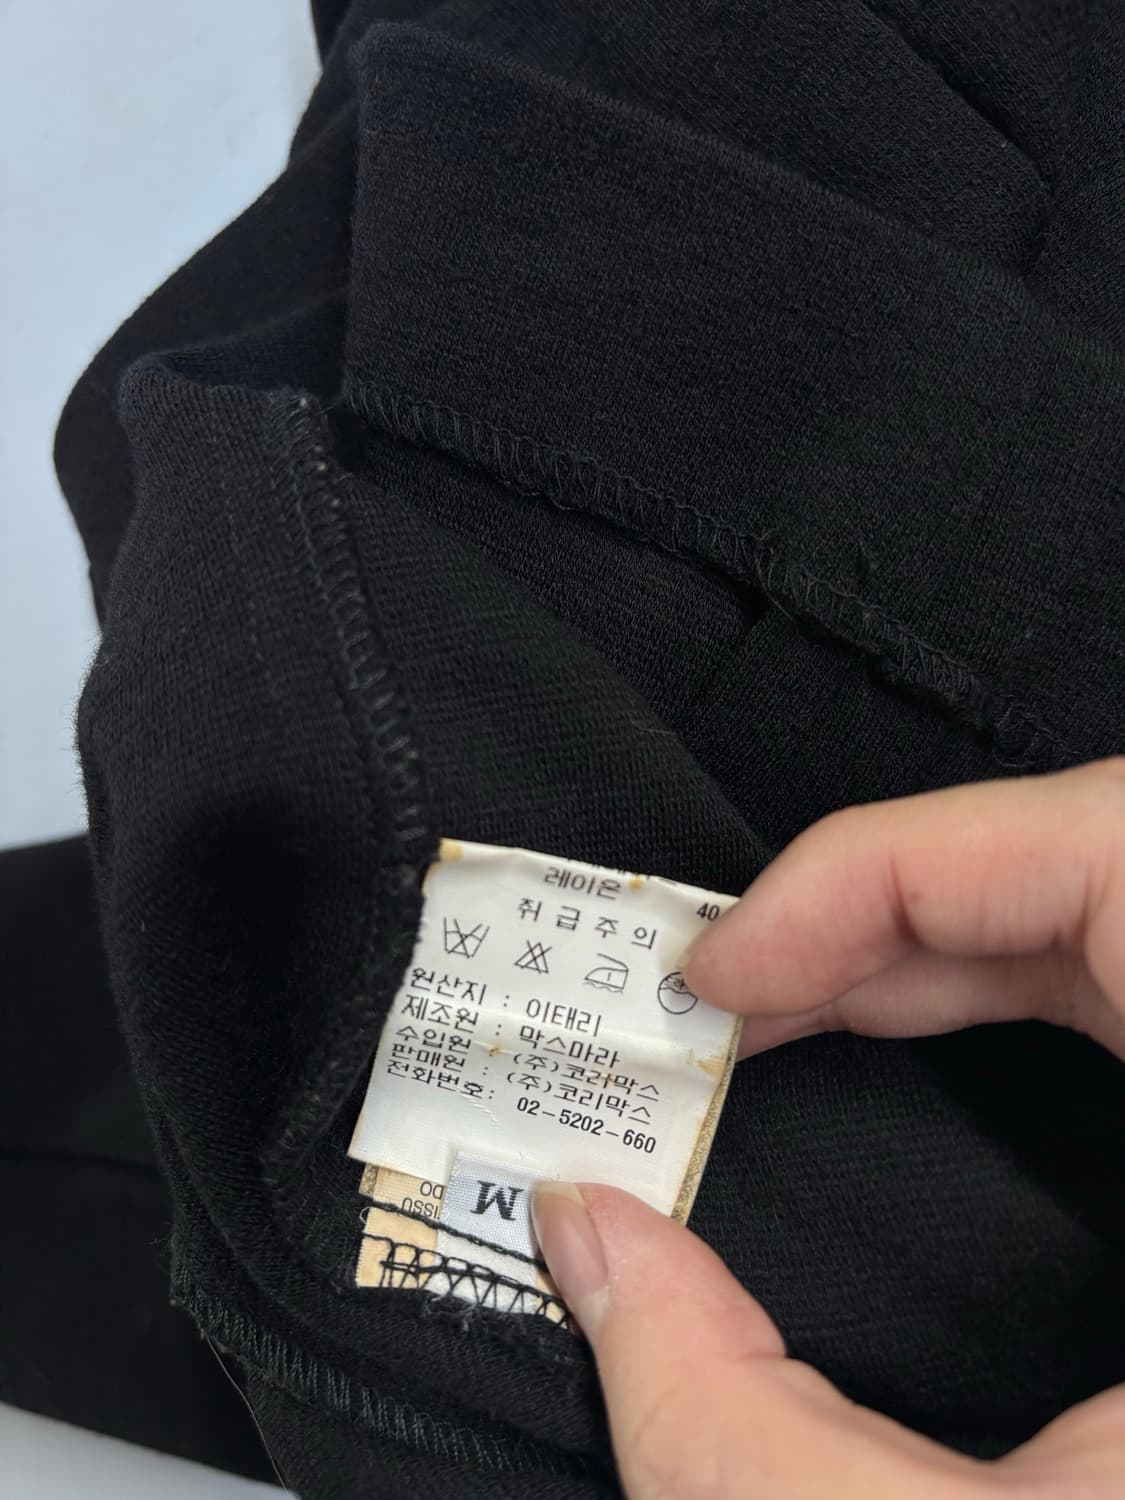 레이온 40
취급주의
원산지 : 이태리
제조원 : 막스마라
수입원 : (주)코리막스
판매원 : (주)코리막스
전화번호: 02-5202-660
M
DO
ISSU